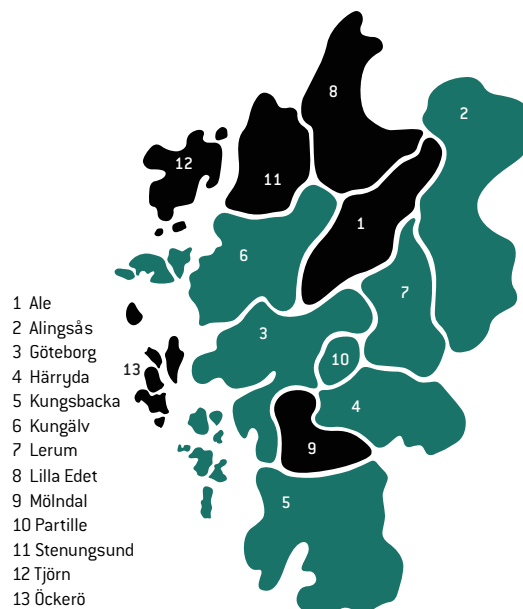 8
2
12
11
1
6
7
3
10
13
4
9
5
1 Ale
2 Alingsås
3 Göteborg
4 Härryda
5 Kungsbacka
6 Kungälv
7 Lerum
8 Lilla Edet
9 Mölndal
10 Partille
11 Stenungsund
12 Tjörn
13 Öckerö